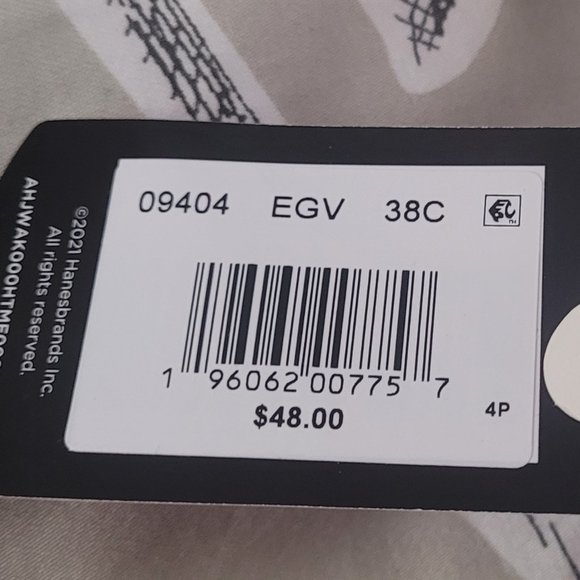 09404 EGV 38C
1 96062 00775 7
$48.00
4P
©2021 Hanesbrands Inc.
All rights reserved.